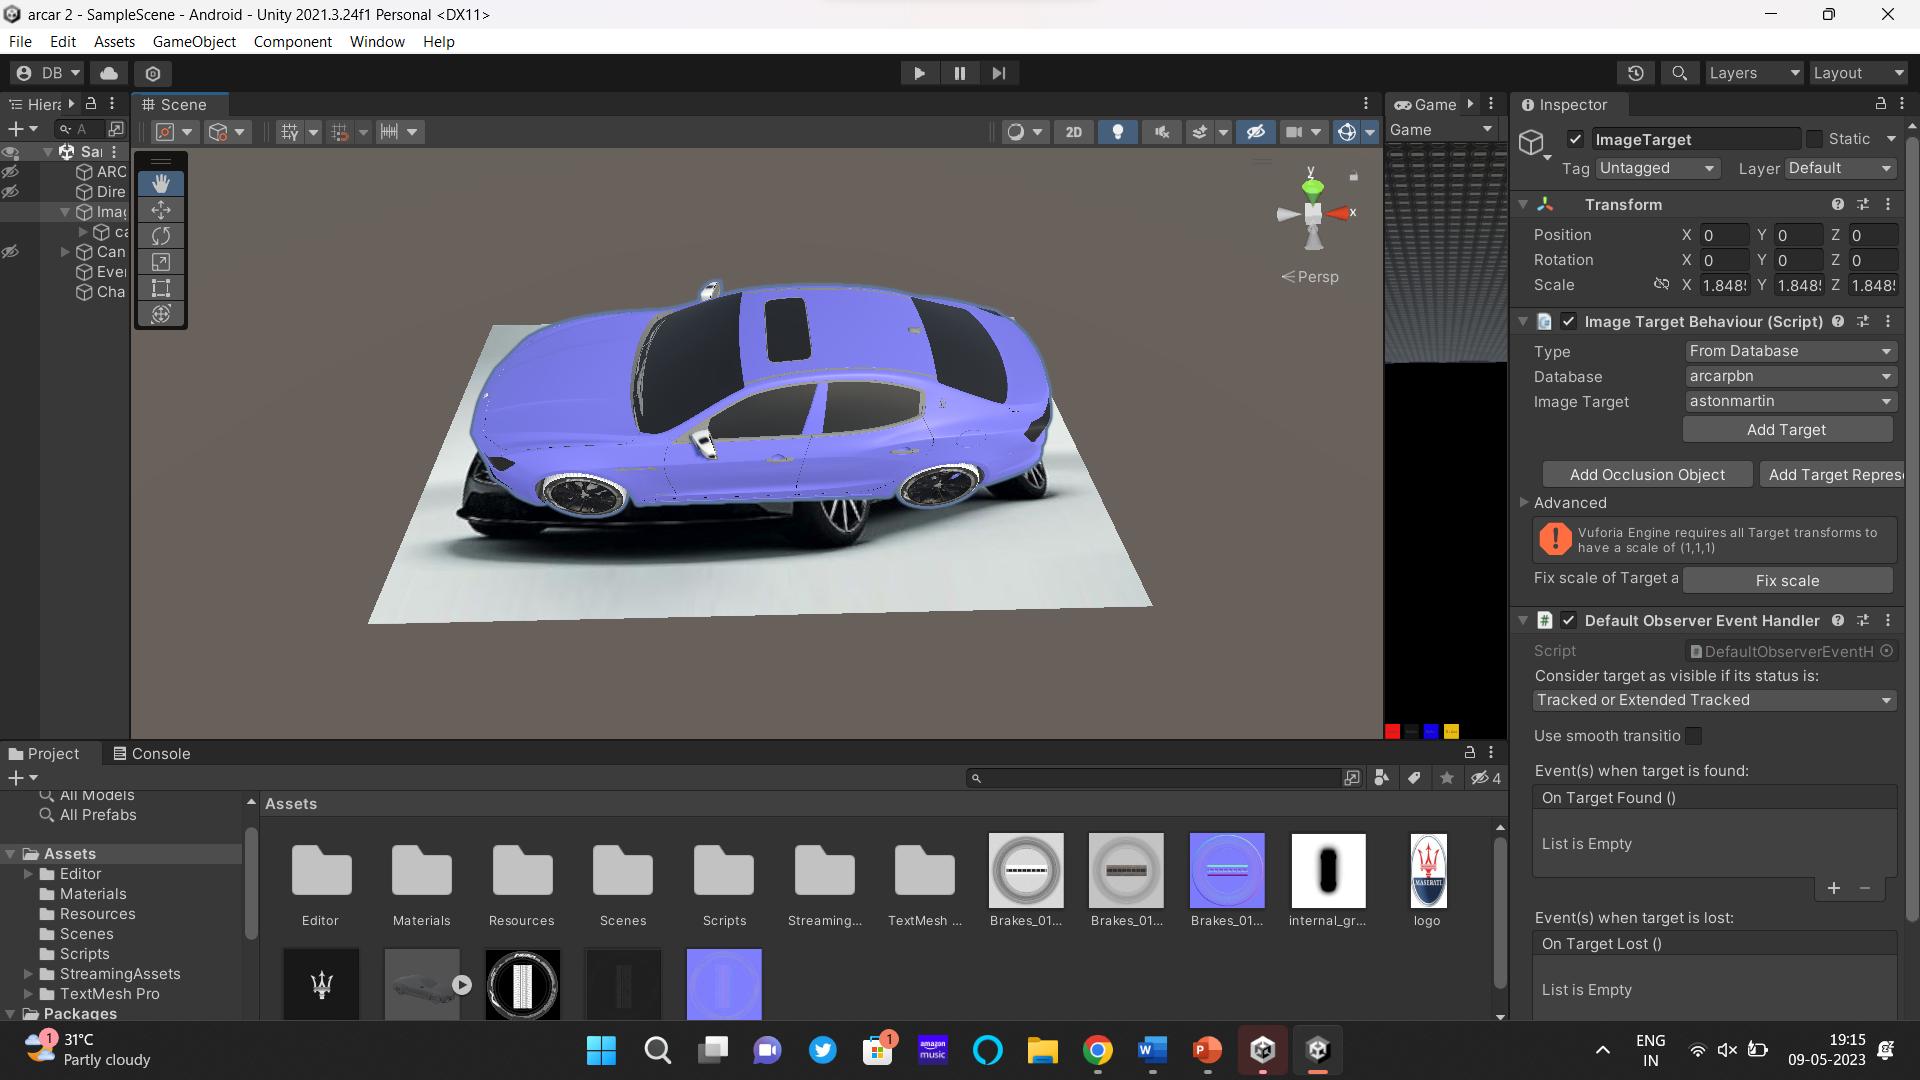 arcar 2 - SampleScene - Android - Unity 2021.3.24f1 Personal <DX11>
File Edit Assets GameObject Component Window Help
DB
Layers Layout
Hiera
Scene
Game
Inspector
2D
Game
ImageTarget
Static
Tag Untagged Layer Default
Sa
ARC
Dire
Imag
ca
Can
Even
Cha
y
x
Persp
Transform
Position X 0 Y 0 Z 0
Rotation X 0 Y 0 Z 0
Scale X 1.848 Y 1.848 Z 1.848
Image Target Behaviour (Script)
Type From Database
Database arcarpbn
Image Target astonmartin
Add Target
Add Occlusion Object Add Target Represe
Advanced
Vuforia Engine requires all Target transforms to
have a scale of (1,1,1)
Fix scale of Target a Fix scale
Default Observer Event Handler
Script DefaultObserverEventH
Consider target as visible if its status is:
Tracked or Extended Tracked
Use smooth transitio
Event(s) when target is found:
On Target Found ()
List is Empty
Event(s) when target is lost:
On Target Lost ()
List is Empty
Project Console
4
All Models
All Prefabs
Assets
Editor
Materials
Resources
Scenes
Scripts
StreamingAssets
TextMesh Pro
Packages
Assets
Editor Materials Resources Scenes Scripts Streaming... TextMesh ... Brakes_01... Brakes_01... Brakes_01... internal_gr... logo
MASERATI
1
31°C
Partly cloudy
1
amazon
music
ENG
IN
19:15
09-05-2023